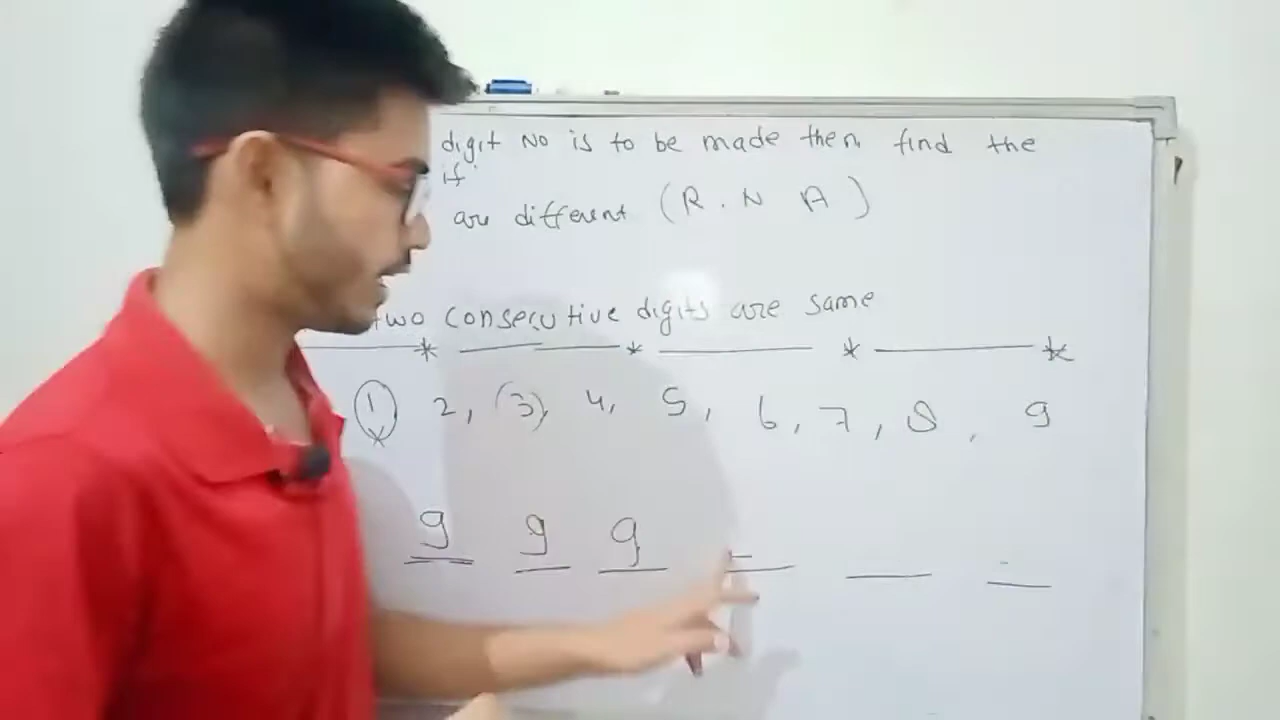 digit No is to be made then find the
if
are different (R.N A)
two consecutive digits are same
* * * *
1 2, (3), 4, 5, 6, 7, 8, 9
9 9 9